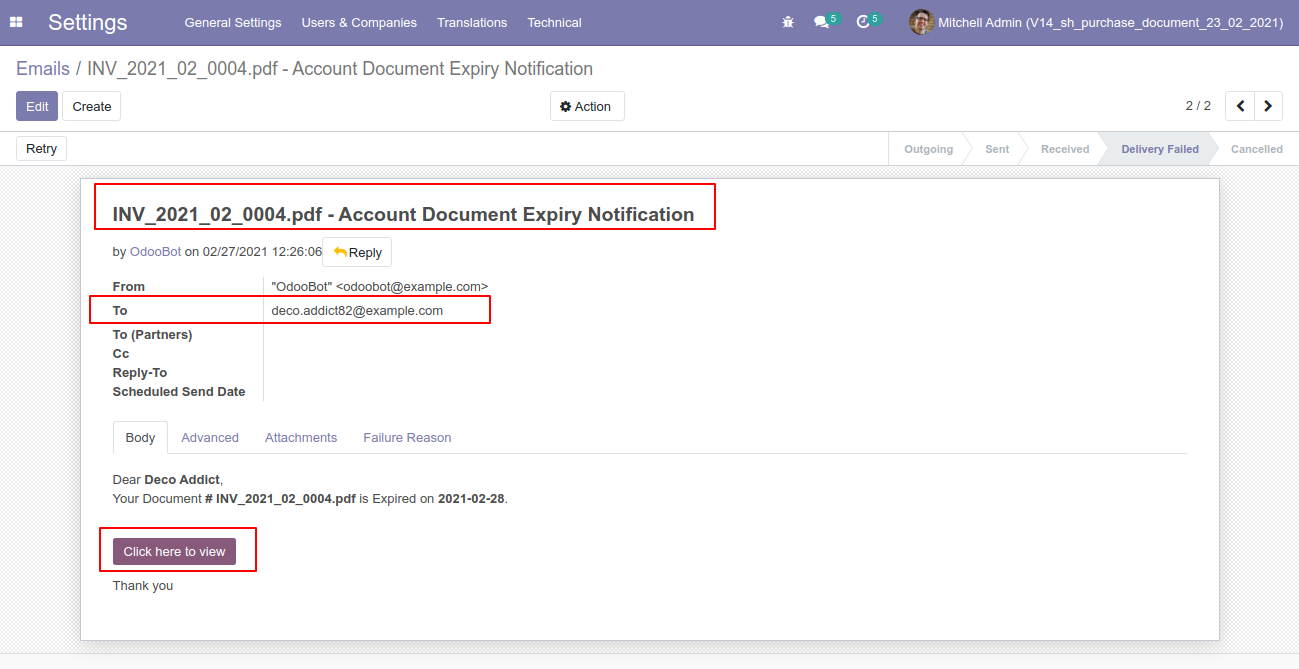 Settings General Settings Users & Companies Translations Technical 5 5 Mitchell Admin (V14_sh_purchase_document_23_02_2021)
Emails / INV_2021_02_0004.pdf - Account Document Expiry Notification
Edit Create Action 2 / 2
Retry Outgoing Sent Received Delivery Failed Cancelled
INV_2021_02_0004.pdf - Account Document Expiry Notification
by OdooBot on 02/27/2021 12:26:06 Reply
From "OdooBot" <odoobot@example.com>
To deco.addict82@example.com
To (Partners)
Cc
Reply-To
Scheduled Send Date
Body Advanced Attachments Failure Reason
Dear Deco Addict,
Your Document # INV_2021_02_0004.pdf is Expired on 2021-02-28.
Click here to view
Thank you